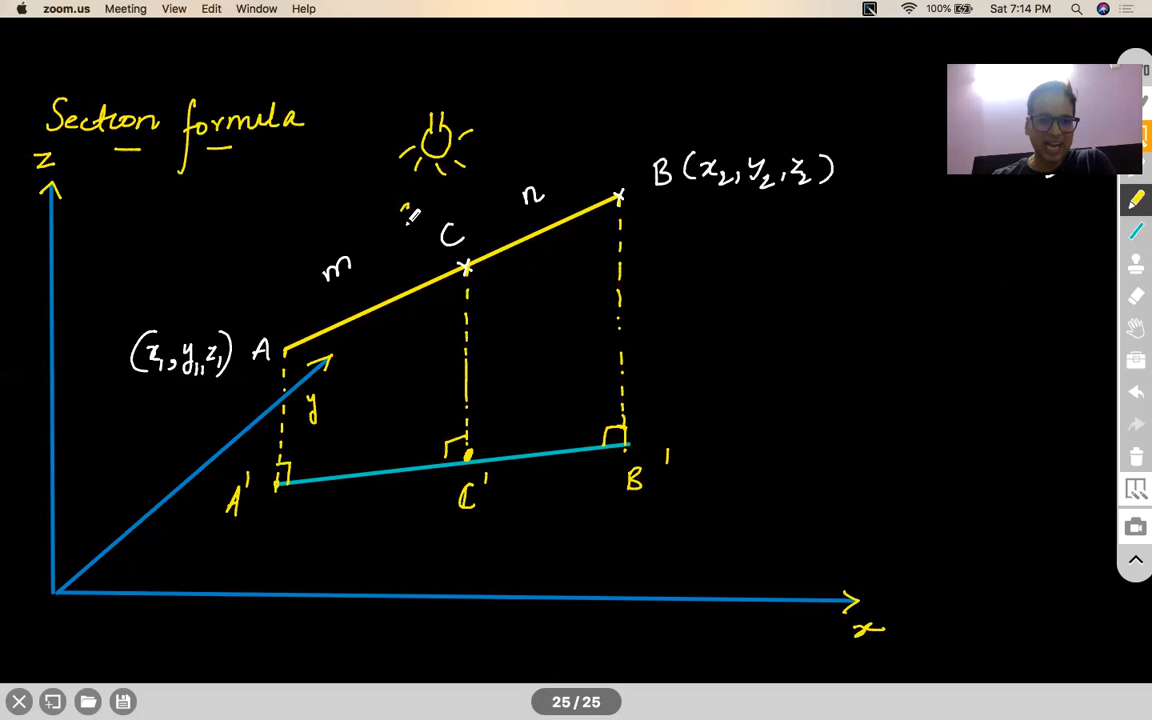 zoom.us Meeting View Edit Window Help 100% Sat 7:14 PM
Section formula
z
B (x₂, y₂, z₂)
n
C
m
(x₁, y₁, z₁) A
y
A' C' B'
x
25 / 25